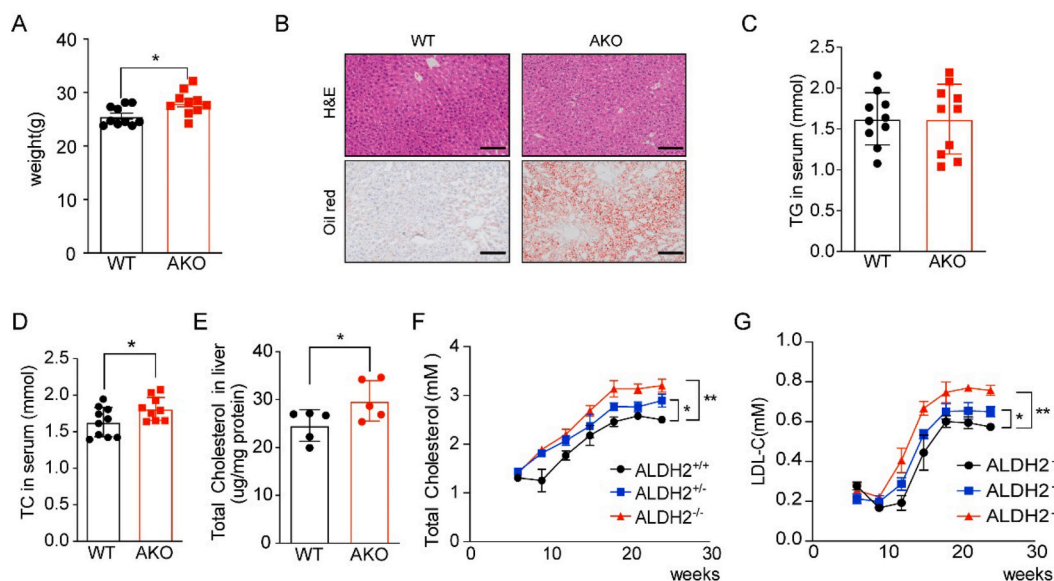 A
weight(g)
40
30
20
10
0
*
WT
AKO
B
WT
AKO
H&E
Oil red
C
TG in serum (mmol)
2.5
2.0
1.5
1.0
0.5
0.0
WT
AKO
D
TC in serum (mmol)
2.5
2.0
1.5
1.0
0.5
0.0
*
WT
AKO
E
Total Cholesterol in liver
(ug/mg protein)
40
30
20
10
0
*
WT
AKO
F
Total Cholesterol (mM )
4
3
2
1
0
10
20
30
weeks
*
**
ALDH2+/+
ALDH2+/-
ALDH2-/-
G
LDL-C(mM)
1.0
0.8
0.6
0.4
0.2
0.0
0
10
20
30
weeks
*
**
ALDH2
ALDH2
ALDH2